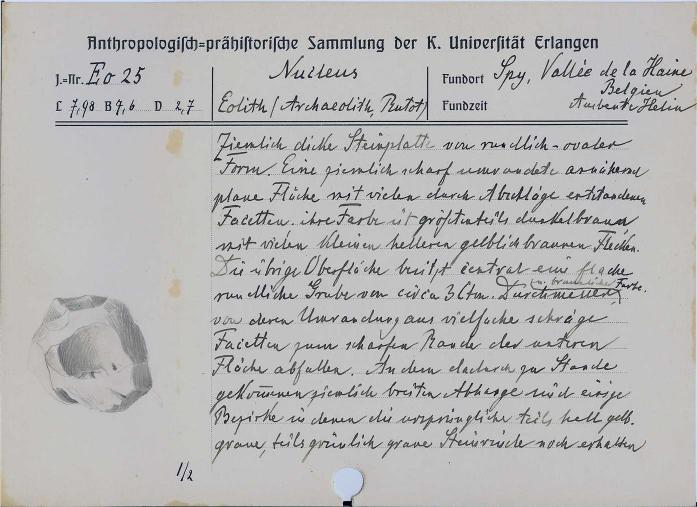 Anthropologisch=prähistorische Sammlung der K. Universität Erlangen
J.=Nr. Eo 25
L 7,98 B 7,6 D 2,7
Nucleus
Eolith (Archaeolith, Rutot)
Fundort Spy, Vallée de la Haine
Belgien
Fundzeit
Ziemlich dicke Steinplatte von rundlich-ovaler
Form. Eine ziemlich scharf umrandete annähernd
plane Fläche mit vielen durch Abschläge entstandenen
Facetten. ihre Farbe ist größtenteils dunkelbraun
mit vielen kleinen helleren gelblichbraunen Flecken.
Die übrige Oberfläche besitzt central eine flache
rundliche Grube von circa 3 Ctm. Durchmesser, (u. bräunliche Farbe.
von deren Umrandung aus vielfache schräge
Facetten zum scharfen Rande der unteren
Fläche abfallen. An dem dadurch zu Stande
gekommenen ziemlich breiten Abhange sind einige
Bezirke in denen die ursprüngliche teils hell gelb.
graue, teils grünlich graue Steinrinde noch erhalten
1/2